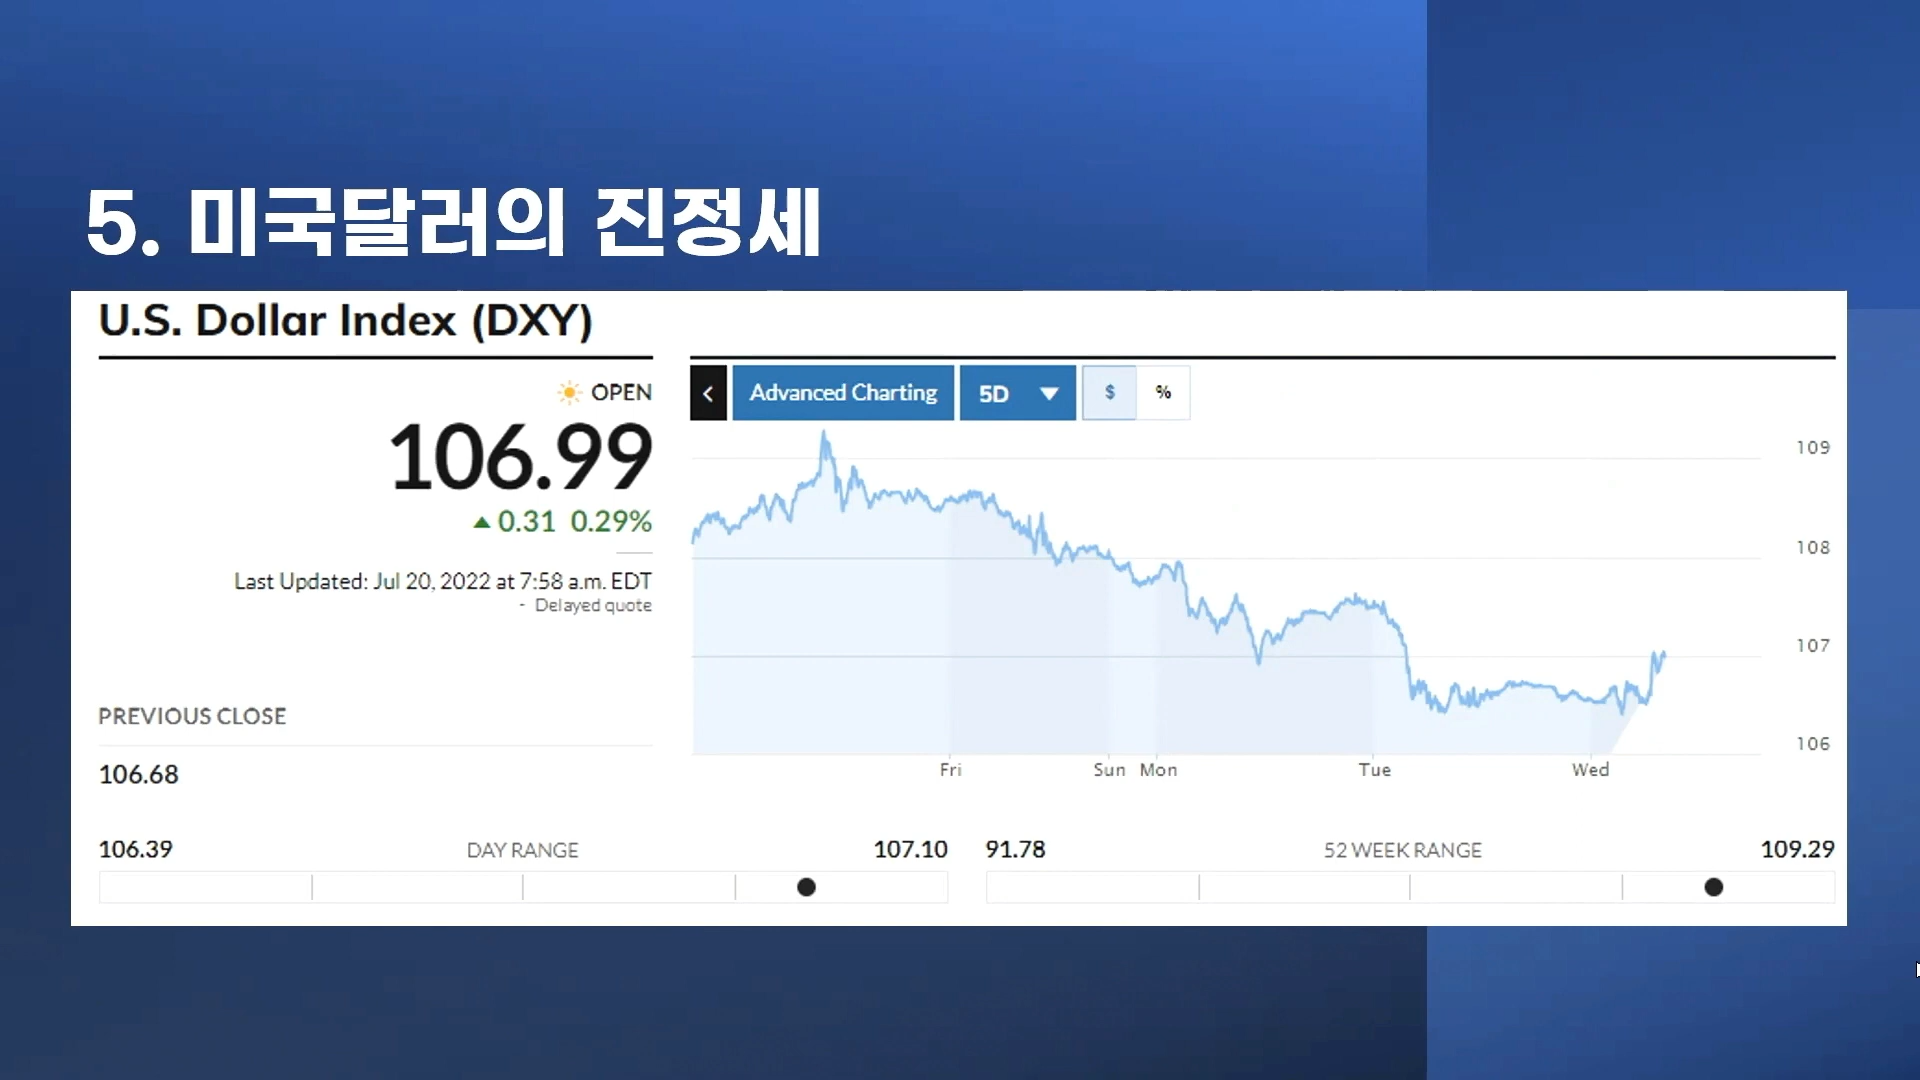 5. 미국달러의 진정세
U.S. Dollar Index (DXY)
OPEN
106.99
0.31 0.29%
Last Updated: Jul 20, 2022 at 7:58 a.m. EDT
- Delayed quote
PREVIOUS CLOSE
106.68
Advanced Charting 5D $ %
109
108
107
106
Fri Sun Mon Tue Wed
106.39 DAY RANGE 107.10
91.78 52 WEEK RANGE 109.29